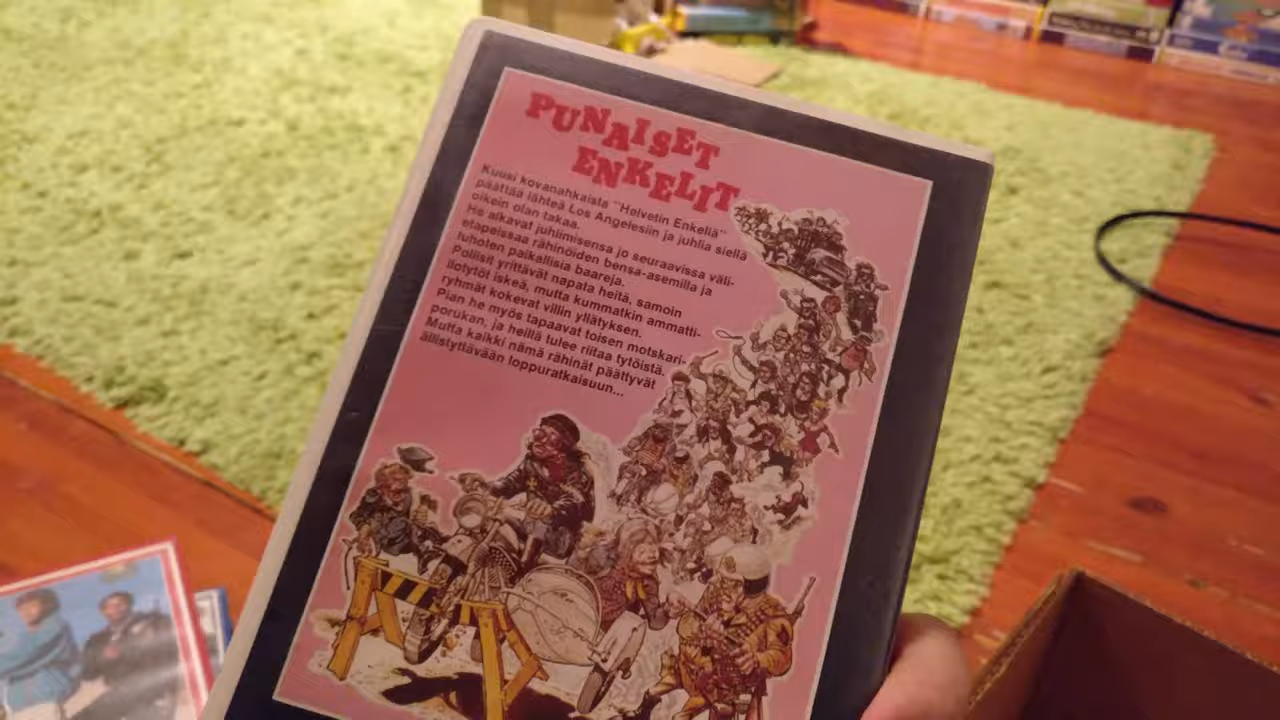 PUNAISET
ENKELIT
Kuusi kovanahkaista "Helvetin Enkeliä"
päättää lähteä Los Angelesiin ja juhlia siellä
oikein olan takaa.
He alkavat juhlimisensa jo seuraavissa väli-
etapeissaa rähinöiden bensa-asemilla ja
tuhoten paikallisia baareja.
Poliisit yrittävät napata heitä, samoin
ilotytöt iskeä, mutta kummatkin ammatti-
ryhmät kokevat villin yllätyksen.
Pian he myös tapaavat toisen motskari-
porukan, ja heillä tulee riitaa tytöistä.
Mutta kaikki nämä rähinät päättyvät
ällistyttävään loppuratkaisuun...